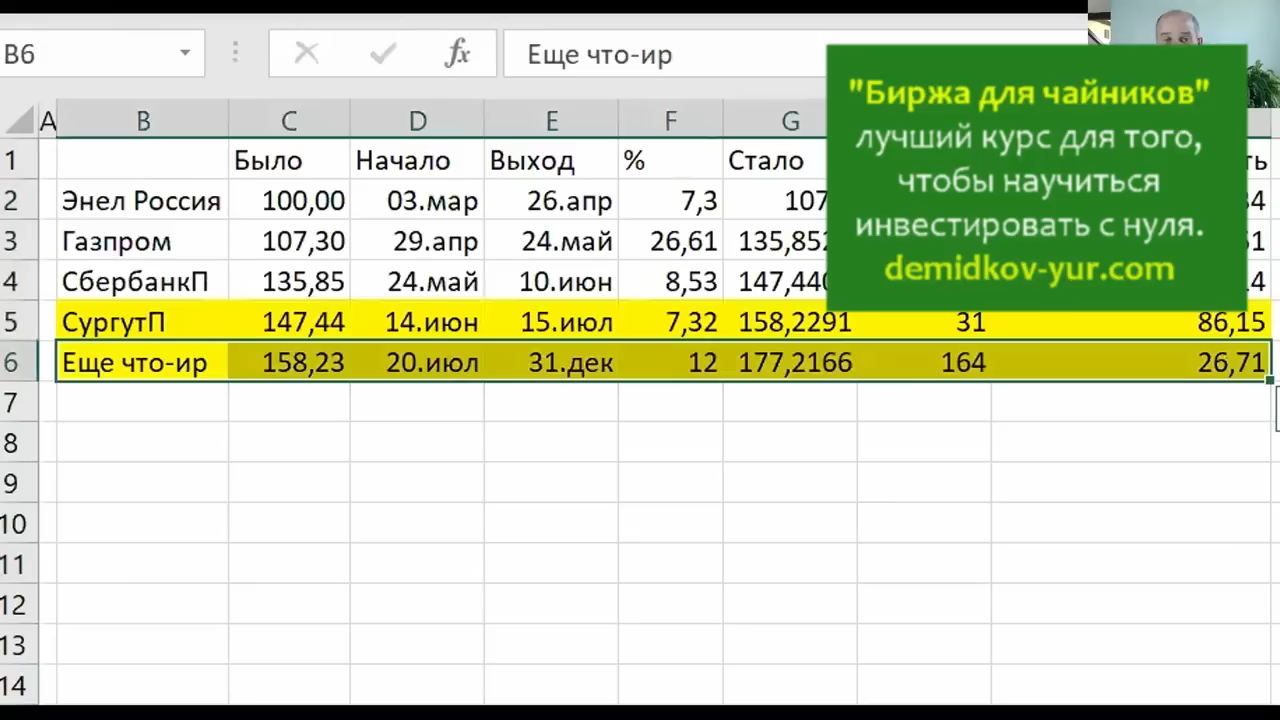 B6 fx Еще что-ир
"Биржа для чайников"
лучший курс для того,
чтобы научиться
инвестировать с нуля.
demidkov-yur.com
A B C D E F G
1 Было Начало Выход % Стало
2 Энел Россия 100,00 03.мар 26.апр 7,3 107
3 Газпром 107,30 29.апр 24.май 26,61
4 СбербанкП 135,85 24.май 10.июн 8,53
5 СургутП 147,44 14.июн 15.июл 7,32 158,2291 31 86,15
6 Еще что-ир 158,23 20.июл 31.дек 12 177,2166 164 26,71
7
8
9
10
11
12
13
14